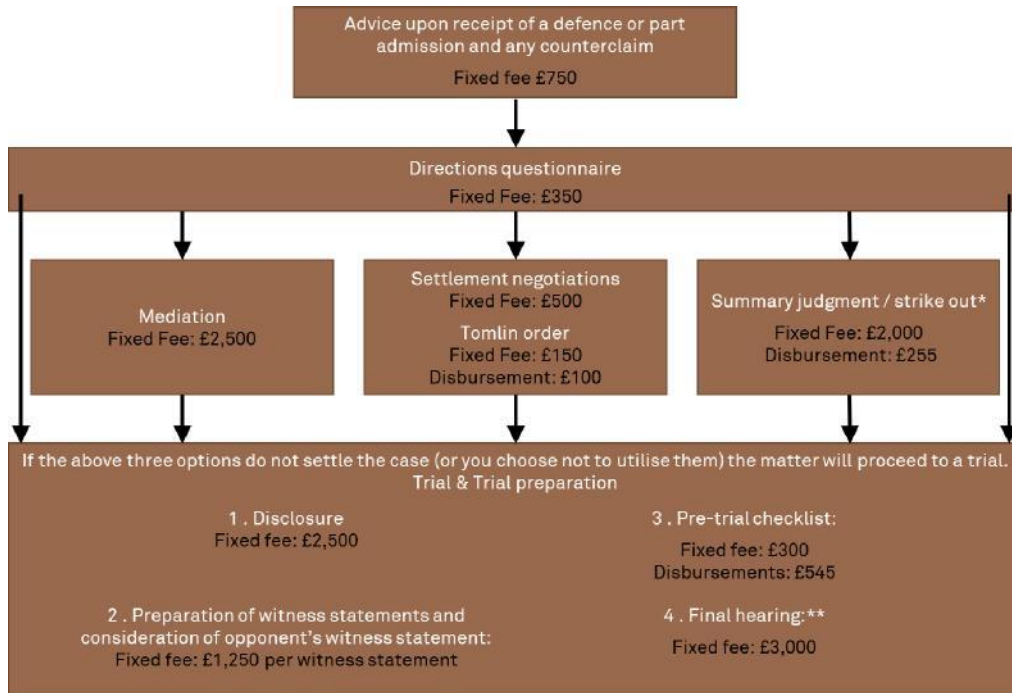 Advice upon receipt of a defence or part
admission and any counterclaim
Fixed fee £750
Directions questionnaire
Fixed Fee: £350
Mediation
Fixed Fee: £2,500
Settlement negotiations
Fixed Fee: £500
Tomlin order
Fixed Fee: £150
Disbursement: £100
Summary judgment / strike out*
Fixed Fee: £2,000
Disbursement: £255
If the above three options do not settle the case (or you choose not to utilise them) the matter will proceed to a trial.
Trial & Trial preparation
1 . Disclosure
Fixed fee: £2,500
2 . Preparation of witness statements and
consideration of opponent's witness statement:
Fixed fee: £1,250 per witness statement
3 . Pre-trial checklist:
Fixed fee: £300
Disbursements: £545
4 . Final hearing:**
Fixed fee: £3,000